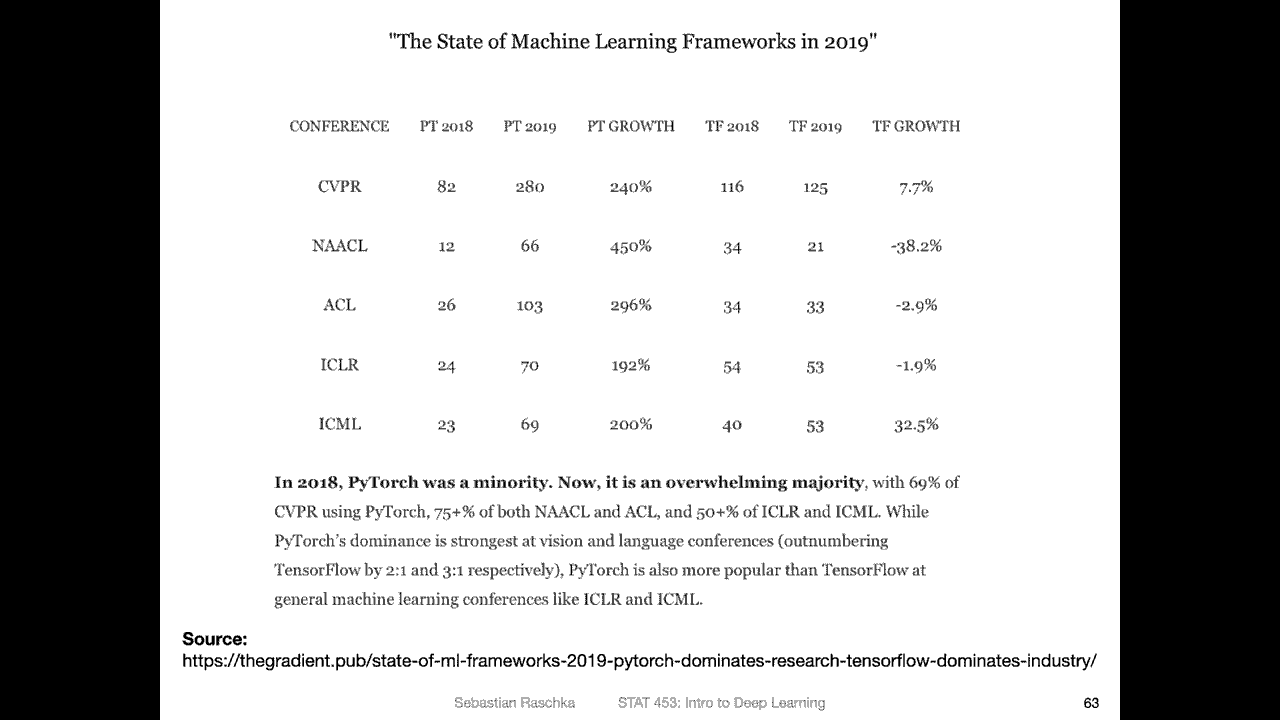 "The State of Machine Learning Frameworks in 2019"
CONFERENCE PT 2018 PT 2019 PT GROWTH TF 2018 TF 2019 TF GROWTH
CVPR 82 280 240% 116 125 7.7%
NAACL 12 66 450% 34 21 -38.2%
ACL 26 103 296% 34 33 -2.9%
ICLR 24 70 192% 54 53 -1.9%
ICML 23 69 200% 40 53 32.5%
In 2018, PyTorch was a minority. Now, it is an overwhelming majority, with 69% of
CVPR using PyTorch, 75+% of both NAACL and ACL, and 50+% of ICLR and ICML. While
PyTorch's dominance is strongest at vision and language conferences (outnumbering
TensorFlow by 2:1 and 3:1 respectively), PyTorch is also more popular than TensorFlow at
general machine learning conferences like ICLR and ICML.
Source:
https://thegradient.pub/state-of-ml-frameworks-2019-pytorch-dominates-research-tensorflow-dominates-industry/
Sebastian Raschka STAT 453: Intro to Deep Learning 63